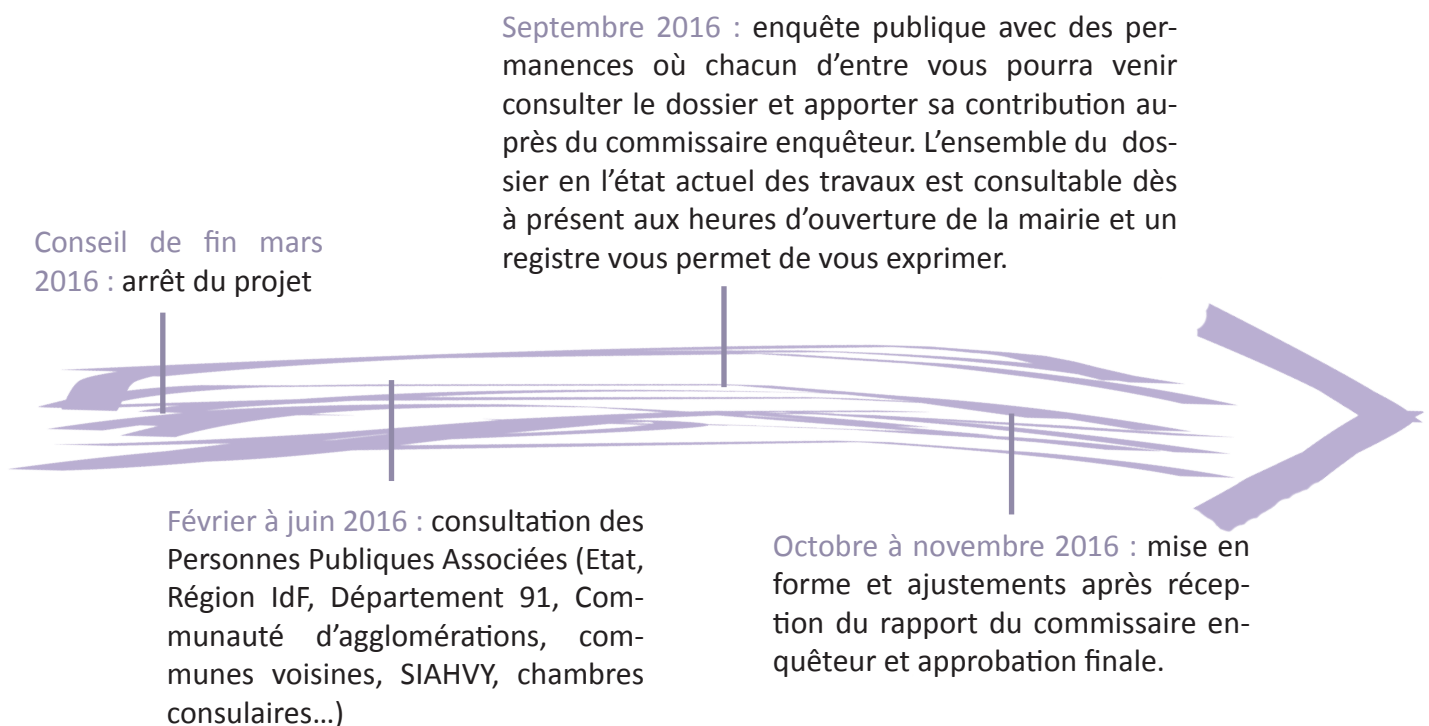 Septembre 2016 : enquête publique avec des per-
manences où chacun d'entre vous pourra venir
consulter le dossier et apporter sa contribution au-
près du commissaire enquêteur. L'ensemble du dos-
sier en l'état actuel des travaux est consultable dès
à présent aux heures d'ouverture de la mairie et un
registre vous permet de vous exprimer.
Conseil de fin mars
2016 : arrêt du projet
Février à juin 2016 : consultation des
Personnes Publiques Associées (Etat,
Région IdF, Département 91, Com-
munauté d'agglomérations, com-
munes voisines, SIAHVY, chambres
consulaires...)
Octobre à novembre 2016 : mise en
forme et ajustements après récep-
tion du rapport du commissaire en-
quêteur et approbation finale.